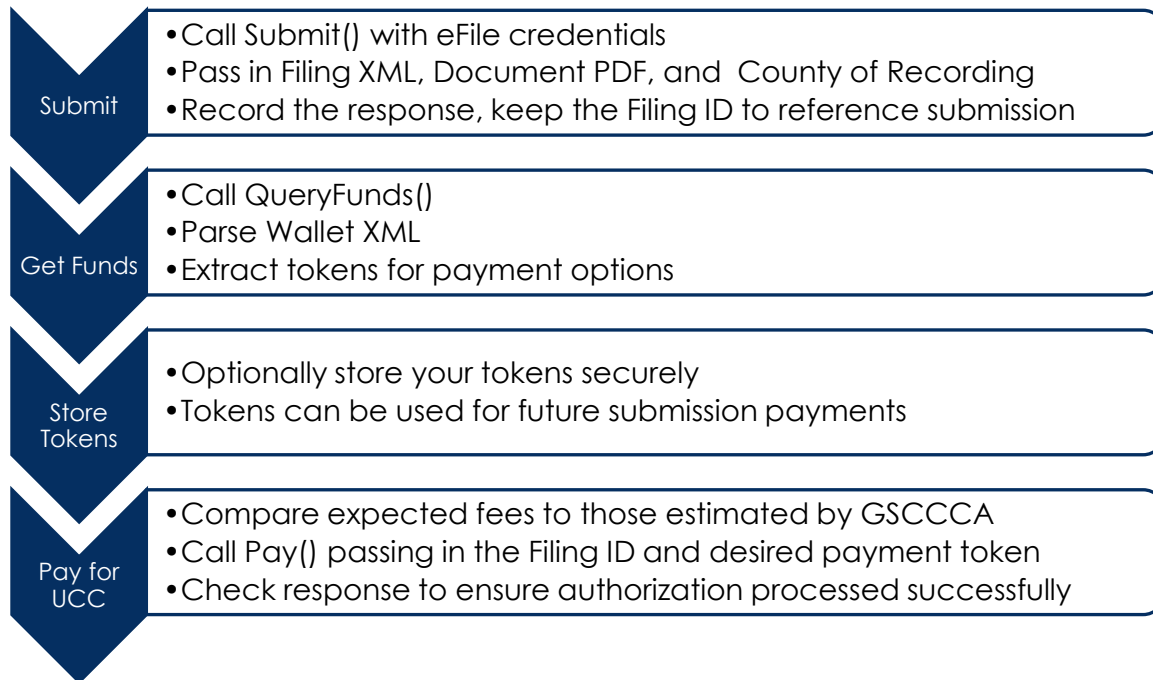 Submit
•Call Submit() with eFile credentials
•Pass in Filing XML, Document PDF, and County of Recording
•Record the response, keep the Filing ID to reference submission
Get Funds
•Call QueryFunds()
•Parse Wallet XML
•Extract tokens for payment options
Store
Tokens
•Optionally store your tokens securely
•Tokens can be used for future submission payments
Pay for
UCC
•Compare expected fees to those estimated by GSCCCA
•Call Pay() passing in the Filing ID and desired payment token
•Check response to ensure authorization processed successfully